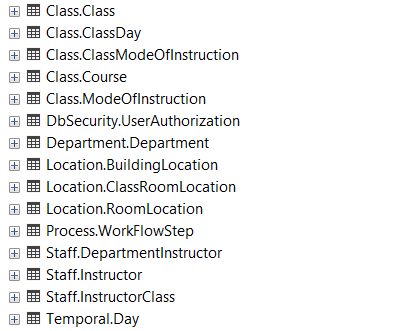 Class.Class
Class.ClassDay
Class.ClassModeOfInstruction
Class.Course
Class.ModeOfInstruction
DbSecurity.UserAuthorization
Department.Department
Location.BuildingLocation
Location.ClassRoomLocation
Location.RoomLocation
Process.WorkFlowStep
Staff.DepartmentInstructor
Staff.Instructor
Staff.InstructorClass
Temporal.Day